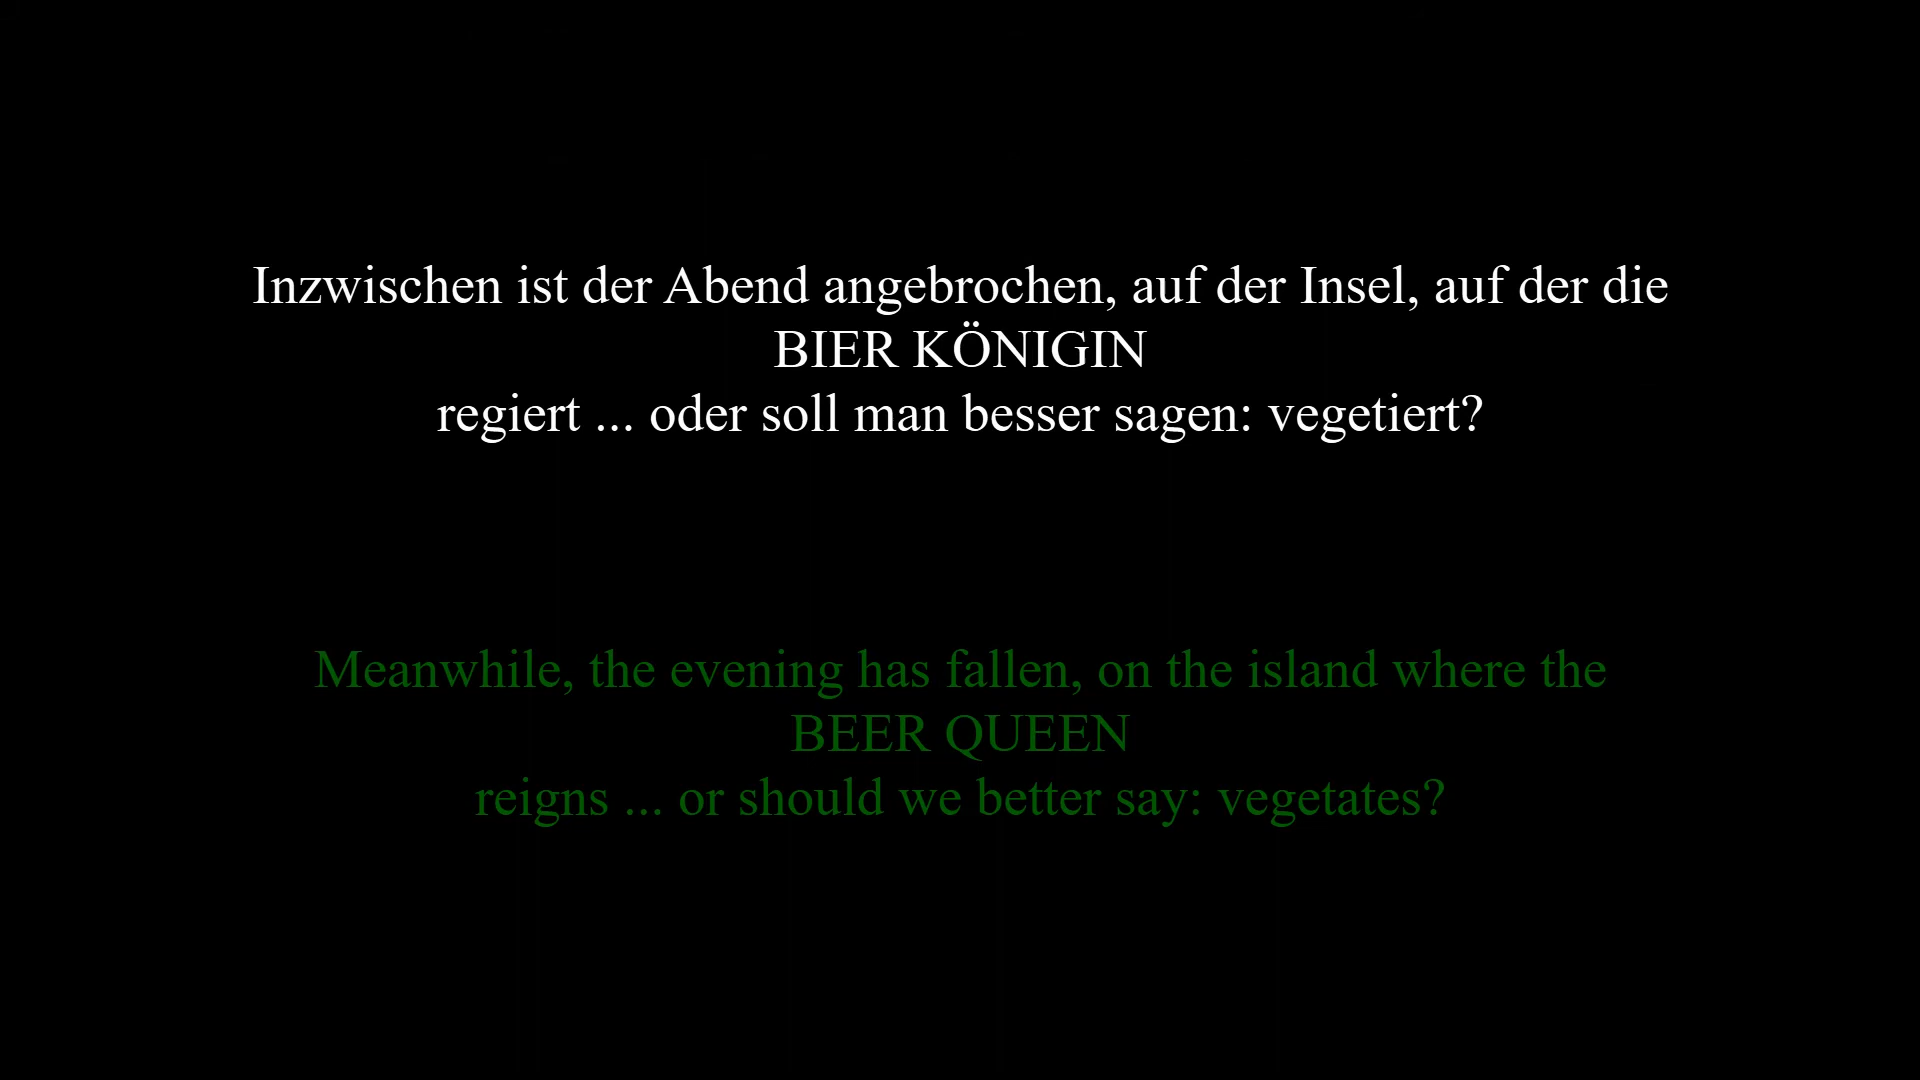 Inzwischen ist der Abend angebrochen, auf der Insel, auf der die
BIER KÖNIGIN
regiert ... oder soll man besser sagen: vegetiert?
Meanwhile, the evening has fallen, on the island where the
BEER QUEEN
reigns ... or should we better say: vegetates?